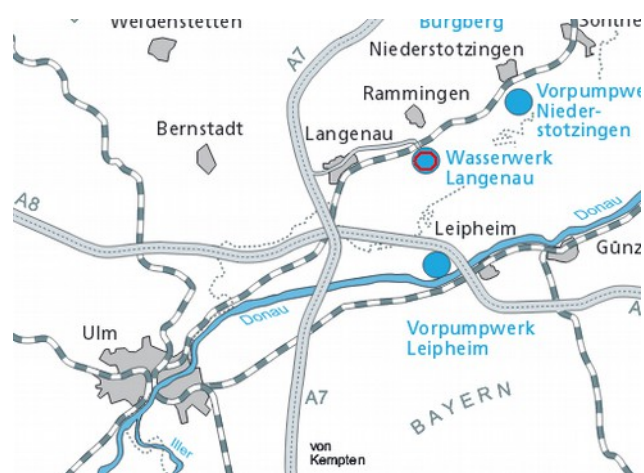 Weidenstetten
Burgberg
A7
Niederstotzingen
Vorpumpwe
Nieder-
stotzingen
Rammingen
Bernstadt
Langenau
Wasserwerk
Langenau
A8
Leipheim
Donau
Günz
Donau
Ulm
Vorpumpwerk
Leipheim
A
A7
BAYERN
Iller
von
Kempten